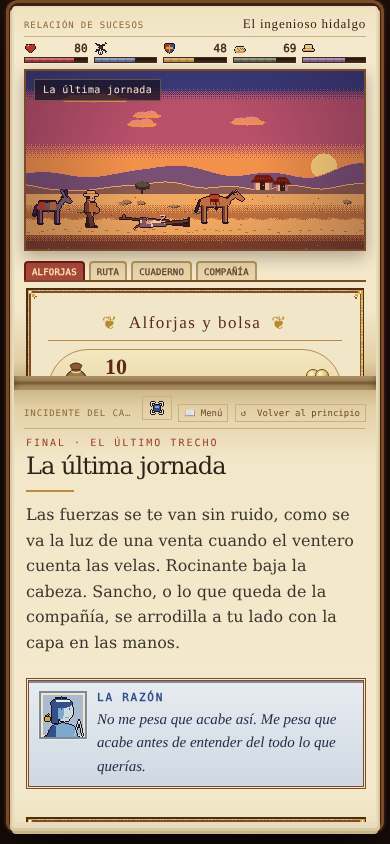 RELACIÓN DE SUCESOS
El ingenioso hidalgo
80
48
69
La última jornada
ALFORJAS
RUTA
CUADERNO
COMPAÑÍA
Alforjas y bolsa
10
INCIDENTE DEL CA…
Menú
↺ Volver al principio
FINAL · EL ÚLTIMO TRECHO
La última jornada
Las fuerzas se te van sin ruido, como se
va la luz de una venta cuando el ventero
cuenta las velas. Rocinante baja la
cabeza. Sancho, o lo que queda de la
compañía, se arrodilla a tu lado con la
capa en las manos.
LA RAZÓN
No me pesa que acabe así. Me pesa que
acabe antes de entender del todo lo que
querías.